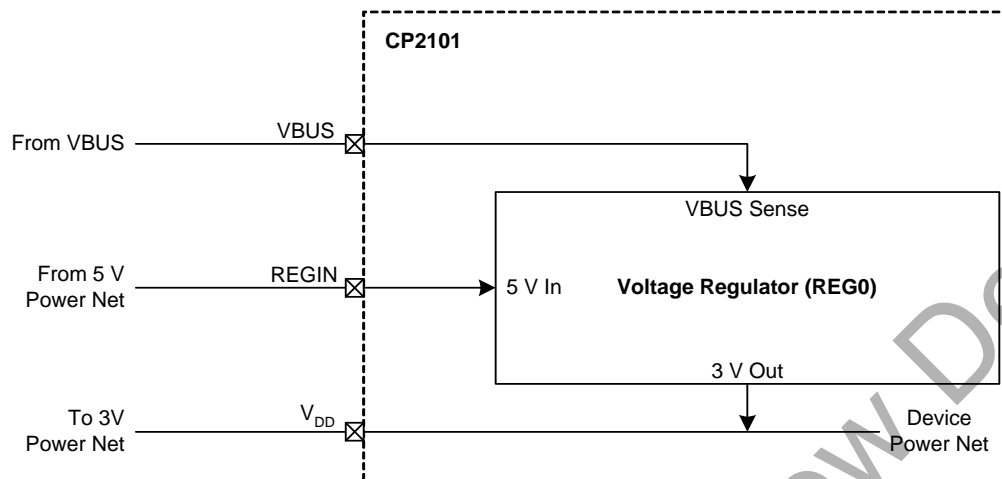 CP2101
From VBUS
VBUS
VBUS Sense
From 5 V
Power Net
REGIN
5 V In
Voltage Regulator (REG0)
3 V Out
To 3V
Power Net
VDD
Device
Power Net